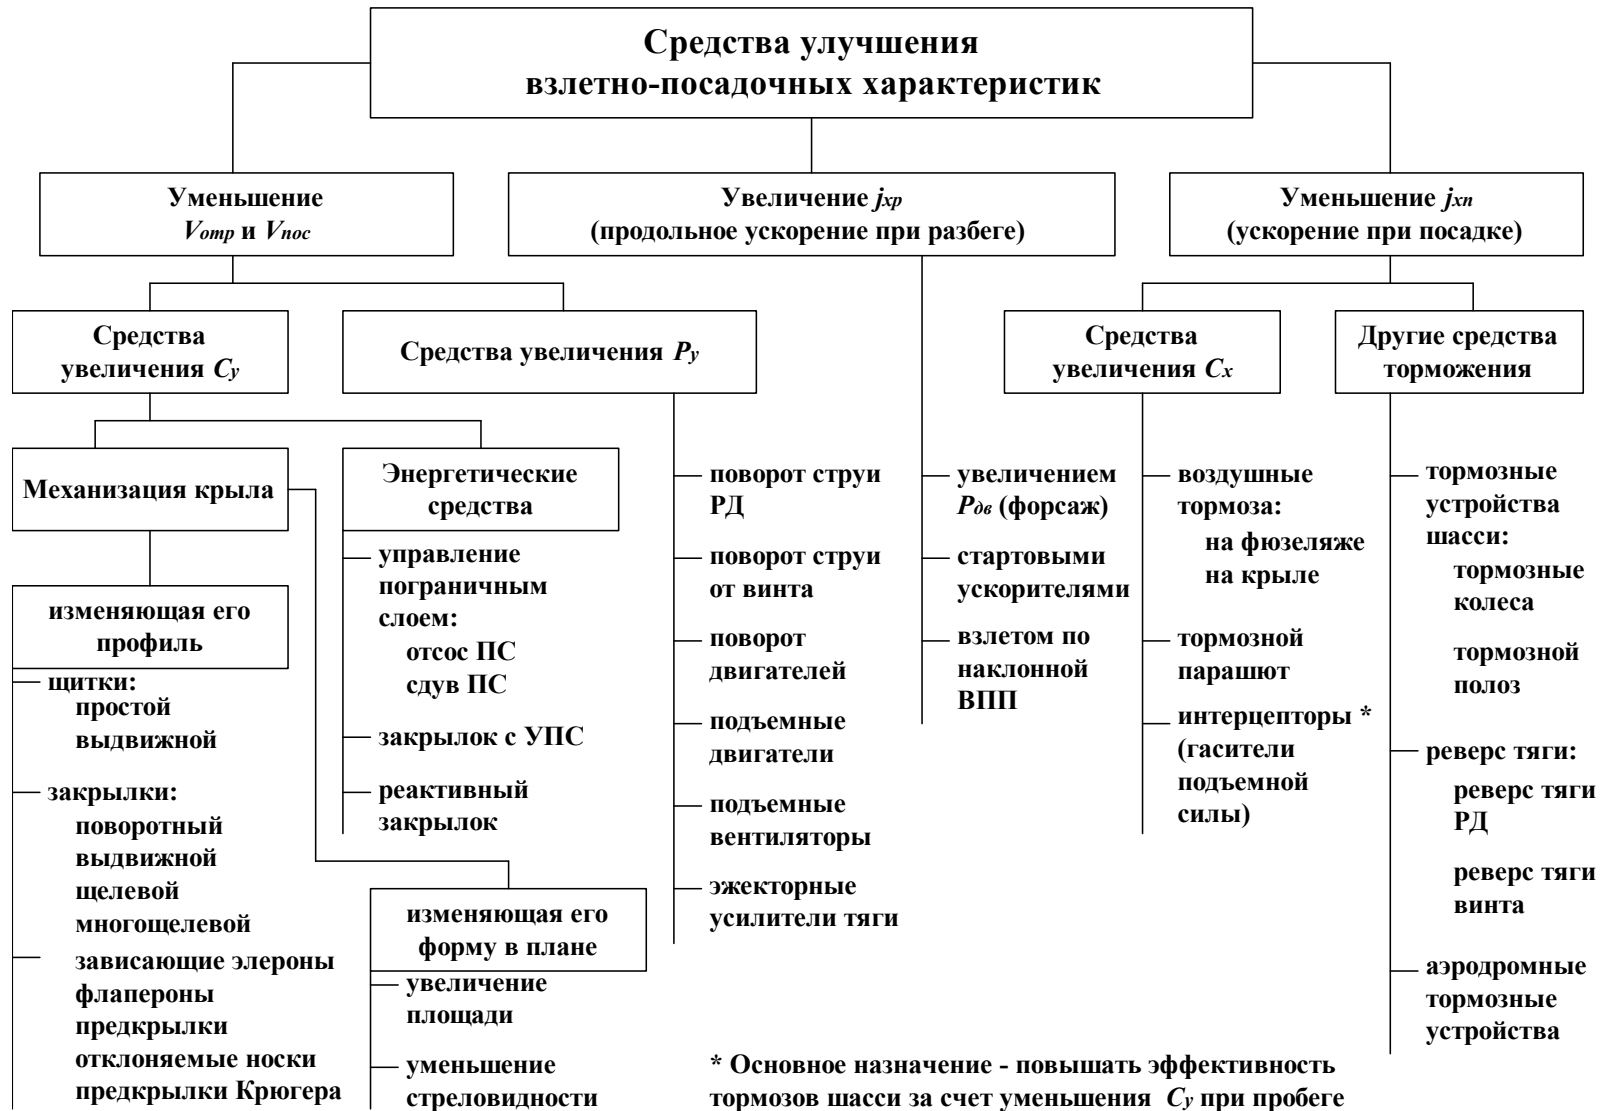 Средства улучшения
взлетно-посадочных характеристик
Уменьшение
Vотр и Vпос
Увеличение jхр
(продольное ускорение при разбеге)
Уменьшение jхп
(ускорение при посадке)
Средства
увеличения Cy
Средства увеличения Py
Средства
увеличения Cx
Другие средства
торможения
Механизация крыла
Энергетические
средства
изменяющая его
профиль
щитки:
простой
выдвижной
закрылки:
поворотный
выдвижной
щелевой
многощелевой
зависающие элероны
флапероны
предкрылки
отклоняемые носки
предкрылки Крюгера
управление
пограничным
слоем:
отсос ПС
сдув ПС
закрылок с УПС
реактивный
закрылок
изменяющая его
форму в плане
увеличение
площади
уменьшение
стреловидности
поворот струи
РД
поворот струи
от винта
поворот
двигателей
подъемные
двигатели
подъемные
вентиляторы
эжекторные
усилители тяги
увеличением
Pдв (форсаж)
стартовыми
ускорителями
взлетом по
наклонной
ВПП
воздушные
тормоза:
на фюзеляже
на крыле
тормозной
парашют
интерцепторы *
(гасители
подъемной
силы)
тормозные
устройства
шасси:
тормозные
колеса
тормозной
полоз
реверс тяги:
реверс тяги
РД
реверс тяги
винта
аэродромные
тормозные
устройства
* Основное назначение - повышать эффективность
тормозов шасси за счет уменьшения Cy при пробеге